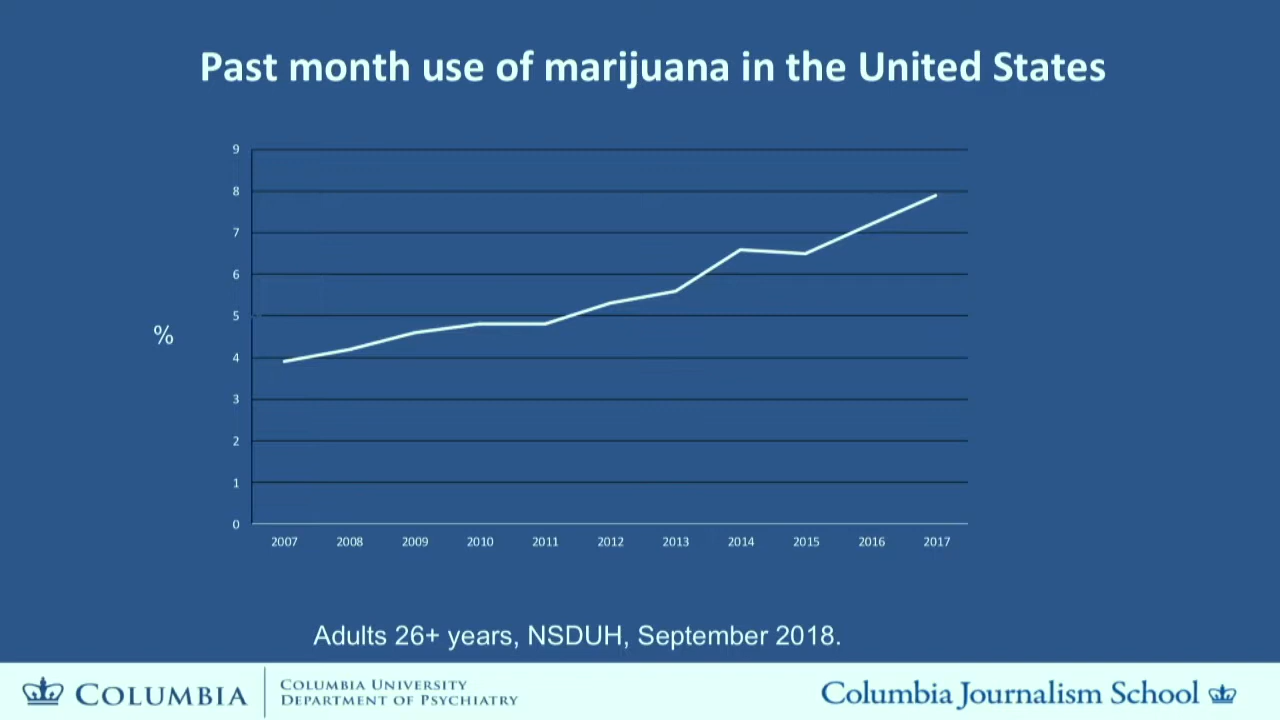 Past month use of marijuana in the United States
9
8
7
6
5
%
4
3
2
1
0
2007 2008 2009 2010 2011 2012 2013 2014 2015 2016 2017
Adults 26+ years, NSDUH, September 2018.
COLUMBIA
COLUMBIA UNIVERSITY
DEPARTMENT OF PSYCHIATRY
Columbia Journalism School